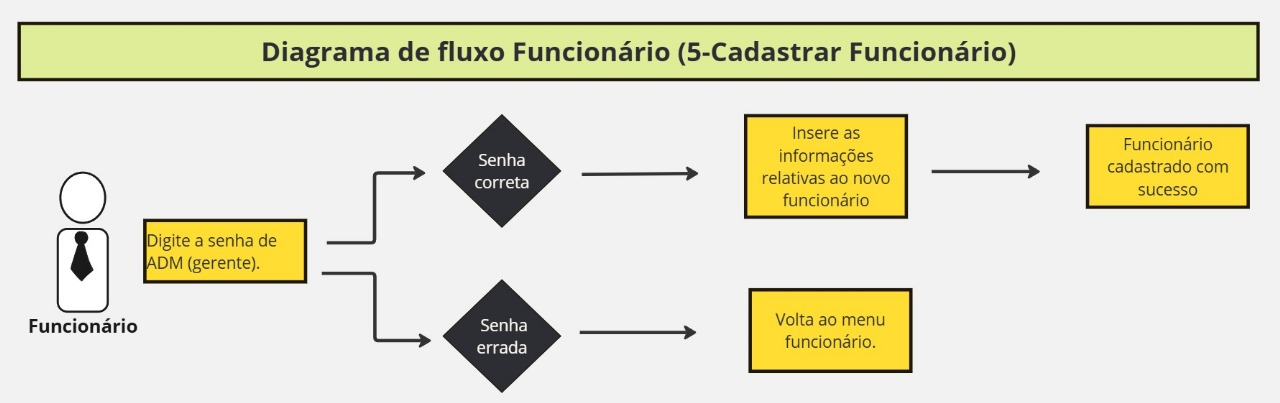 Diagrama de fluxo Funcionário (5-Cadastrar Funcionário)
Funcionário
Digite a senha de
ADM (gerente).
Senha
correta
Insere as
informações
relativas ao novo
funcionário
Funcionário
cadastrado com
sucesso
Senha
errada
Volta ao menu
funcionário.